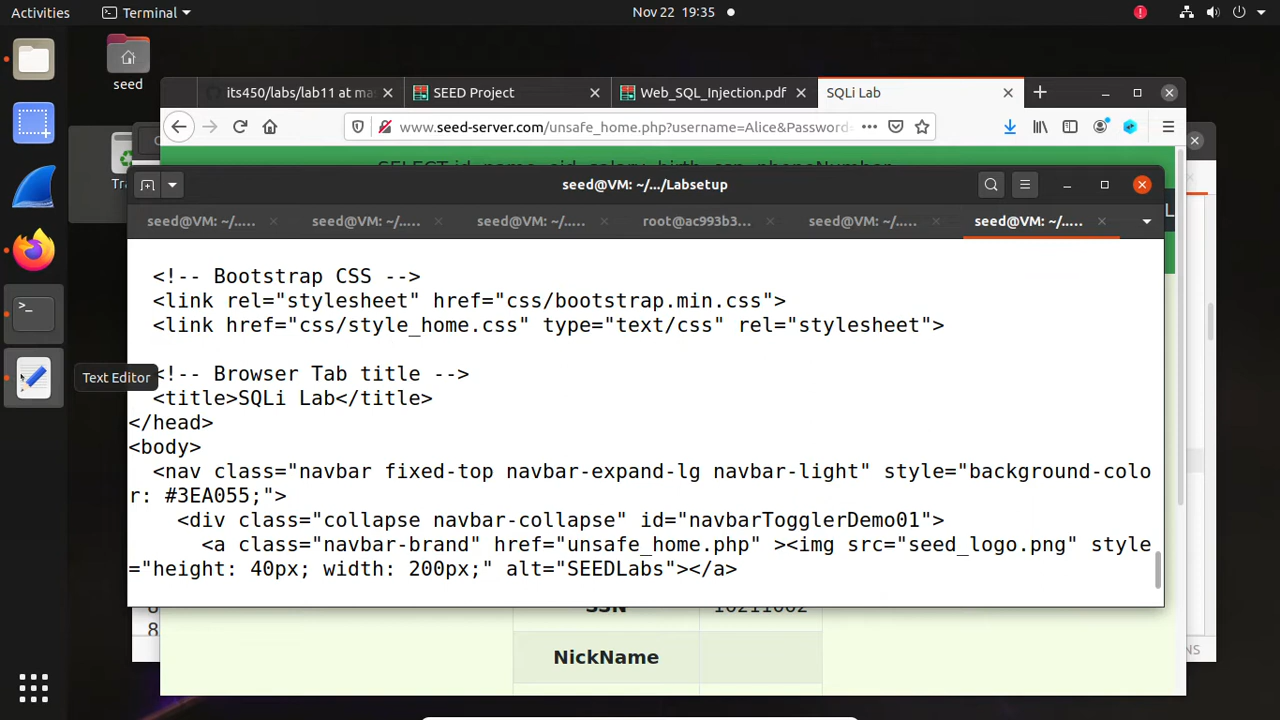 Activities
Terminal
Nov 22 19:35
seed
its450/labs/lab11 at ma
SEED Project
Web_SQL_Injection.pdf
SQLi Lab
www.seed-server.com/unsafe_home.php?username=Alice&Password=
seed@VM: ~/.../Labsetup
seed@VM: ~/.....
seed@VM: ~/.....
seed@VM: ~/.....
root@ac993b3...
seed@VM: ~/.....
seed@VM: ~/.....
<!-- Bootstrap CSS -->
<link rel="stylesheet" href="css/bootstrap.min.css">
<link href="css/style_home.css" type="text/css" rel="stylesheet">
Text Editor
<!-- Browser Tab title -->
<title>SQLi Lab</title>
</head>
<body>
<nav class="navbar fixed-top navbar-expand-lg navbar-light" style="background-colo
r: #3EA055;">
<div class="collapse navbar-collapse" id="navbarTogglerDemo01">
<a class="navbar-brand" href="unsafe_home.php" ><img src="seed_logo.png" style
="height: 40px; width: 200px;" alt="SEEDLabs"></a>
SSN
10211002
8
NickName
NS